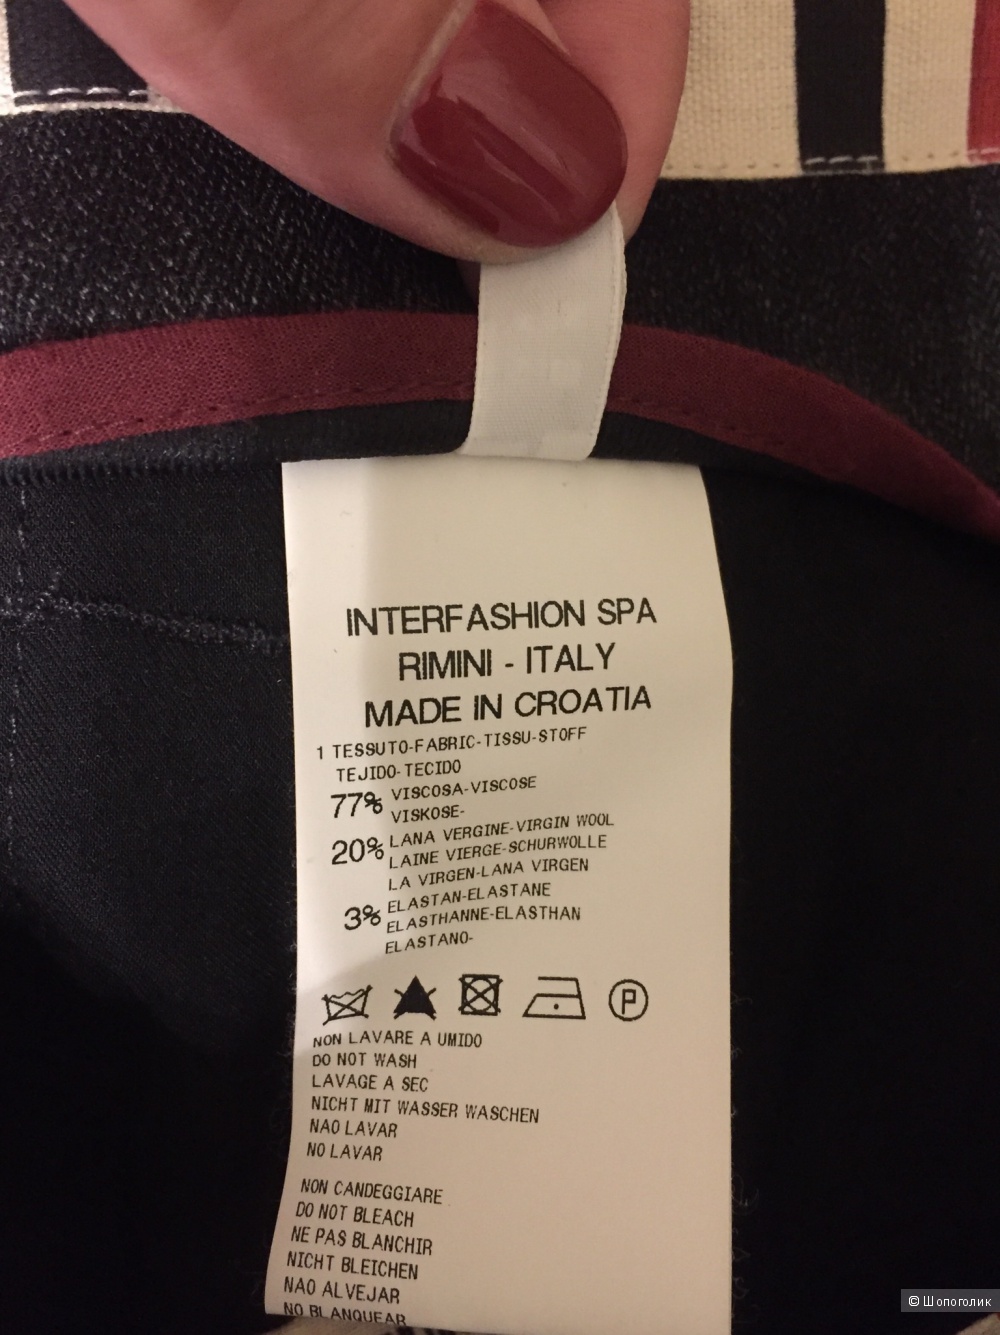 INTERFASHION SPA
RIMINI - ITALY
MADE IN CROATIA
1 TESSUTO-FABRIC-TISSU-STOFF
TEJIDO-TECIDO
77% VISCOSA-VISCOSE
VISKOSE-
20% LANA VERGINE-VIRGIN WOOL
LAINE VIERGE-SCHURWOLLE
LA VIRGEN-LANA VIRGEN
3% ELASTAN-ELASTANE
ELASTHANNE-ELASTHAN
ELASTANO-
P
NON LAVARE A UMIDO
DO NOT WASH
LAVAGE A SEC
NICHT MIT WASSER WASCHEN
NAO LAVAR
NO LAVAR
NON CANDEGGIARE
DO NOT BLEACH
NE PAS BLANCHIR
NICHT BLEICHEN
NAO ALVEJAR
NO BLANQUEAR
© Шопоголик